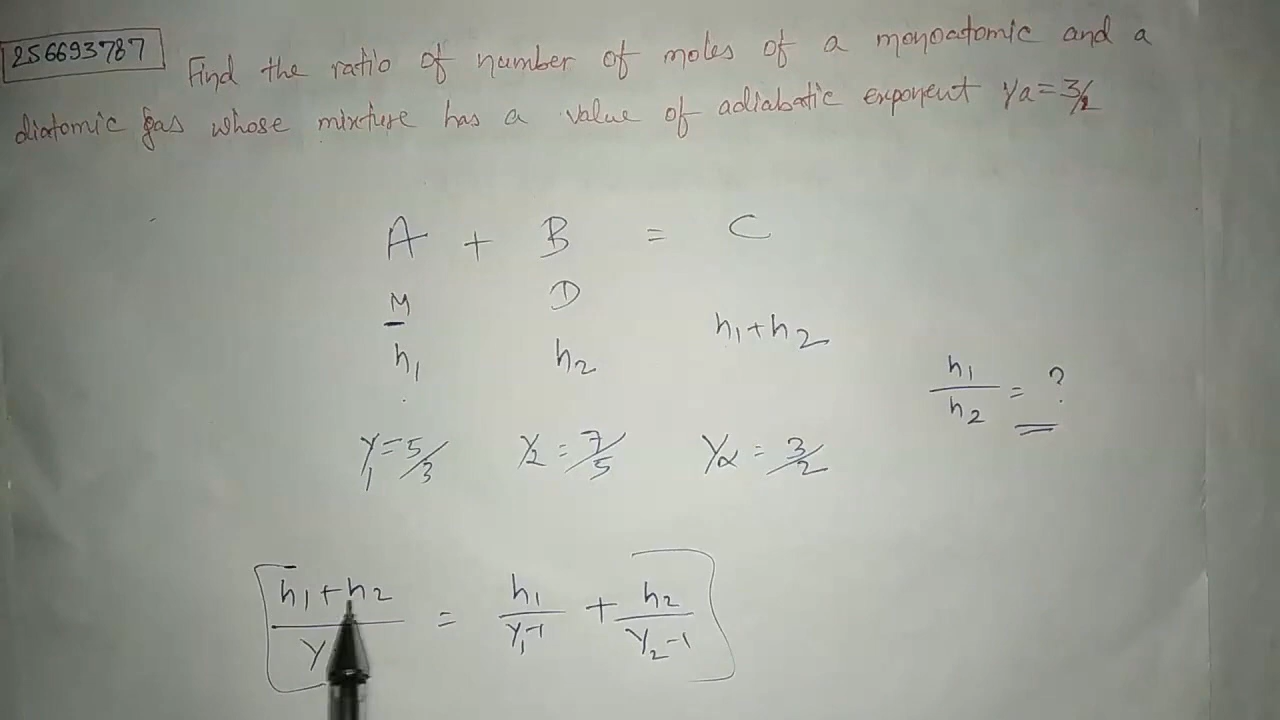 256693787 Find the ratio of number of moles of a monoatomic and a
diatomic gas whose mixture has a value of adiabatic exponent γa=3/2
A + B = C
M D
n1 n2 n1+n2
n1/n2 = ?
γ1=5/3 γ2=7/5 γα=3/2
n1+n2/γ = n1/γ1-1 + n2/γ2-1